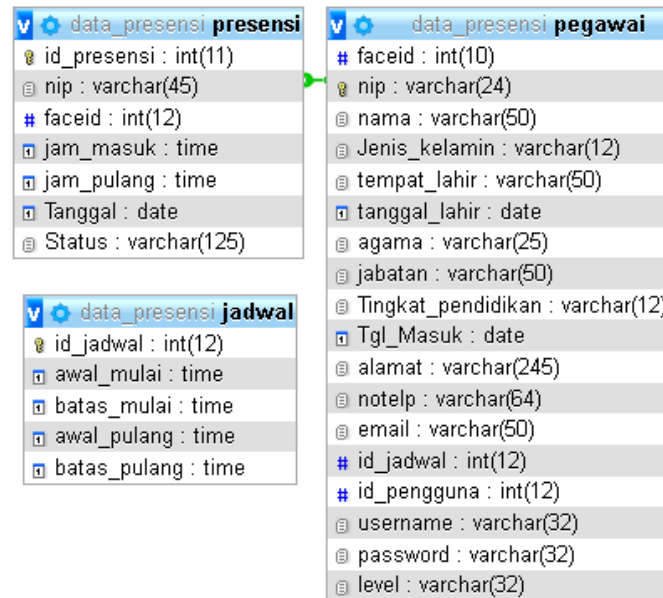 data_presensi presensi
id_presensi : int(11)
nip : varchar(45)
faceid : int(12)
jam_masuk : time
jam_pulang : time
Tanggal : date
Status : varchar(125)
data_presensi jadwal
id_jadwal : int(12)
awal_mulai : time
batas_mulai : time
awal_pulang : time
batas_pulang : time
data_presensi pegawai
faceid : int(10)
nip : varchar(24)
nama : varchar(50)
Jenis_kelamin : varchar(12)
tempat_lahir : varchar(50)
tanggal_lahir : date
agama : varchar(25)
jabatan : varchar(50)
Tingkat_pendidikan : varchar(12)
Tgl_Masuk : date
alamat : varchar(245)
notelp : varchar(64)
email : varchar(50)
id_jadwal : int(12)
id_pengguna : int(12)
username : varchar(32)
password : varchar(32)
level : varchar(32)